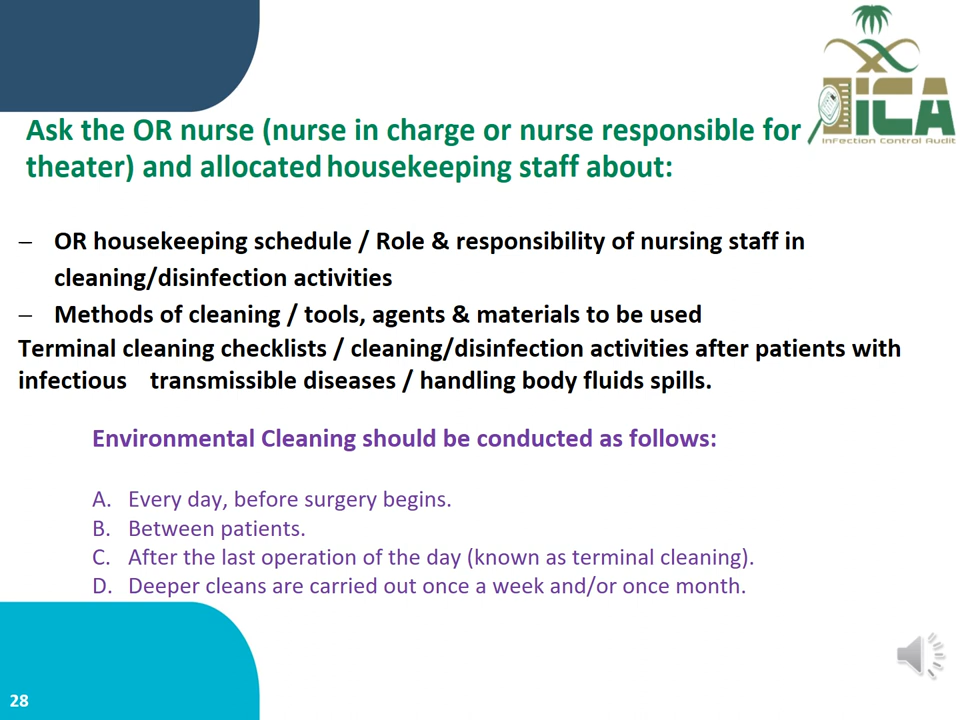 ICA
Infection Control Audit
Ask the OR nurse (nurse in charge or nurse responsible for
theater) and allocated housekeeping staff about:
– OR housekeeping schedule / Role & responsibility of nursing staff in
cleaning/disinfection activities
– Methods of cleaning / tools, agents & materials to be used
Terminal cleaning checklists / cleaning/disinfection activities after patients with
infectious transmissible diseases / handling body fluids spills.
Environmental Cleaning should be conducted as follows:
A. Every day, before surgery begins.
B. Between patients.
C. After the last operation of the day (known as terminal cleaning).
D. Deeper cleans are carried out once a week and/or once month.
28